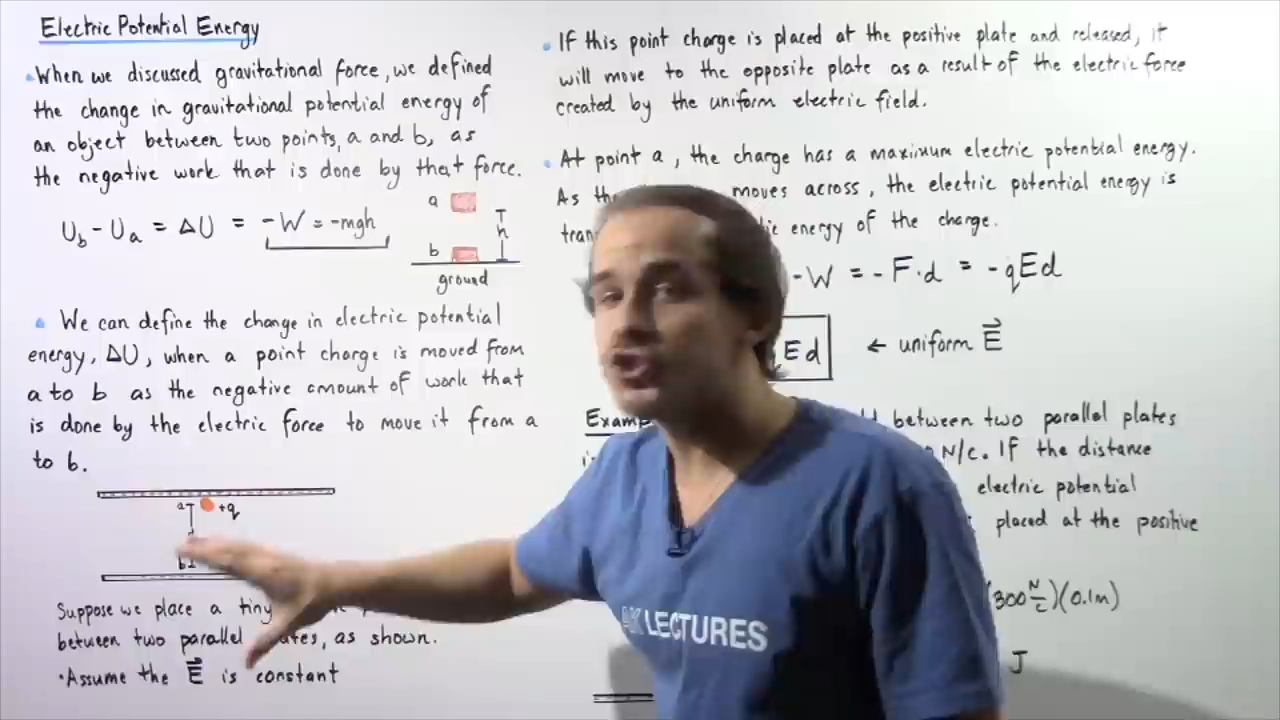 Electric Potential Energy
• When we discussed gravitational force, we defined
the change in gravitational potential energy of
an object between two points, a and b, as
the negative work that is done by that force.
U_b - U_a = ΔU = -W = -mgh
a
b
h
ground
• We can define the change in electric potential
energy, ΔU, when a point charge is moved from
a to b as the negative amount of work that
is done by the electric force to move it from a
to b.
a
+q
b
Suppose we place a tiny
between two parallel plates, as shown.
• Assume the E⃗ is constant
• If this point charge is placed at the positive plate and released, it
will move to the opposite plate as a result of the electric force
created by the uniform electric field.
• At point a, the charge has a maximum electric potential energy.
As the moves across, the electric potential energy is
energy of the charge.
-W = -F·d = -qEd
Ed ← uniform E⃗
between two parallel plates
N/C. If the distance
electric potential
placed at the positive
(300 N/C)(0.1m)
J
LECTURES